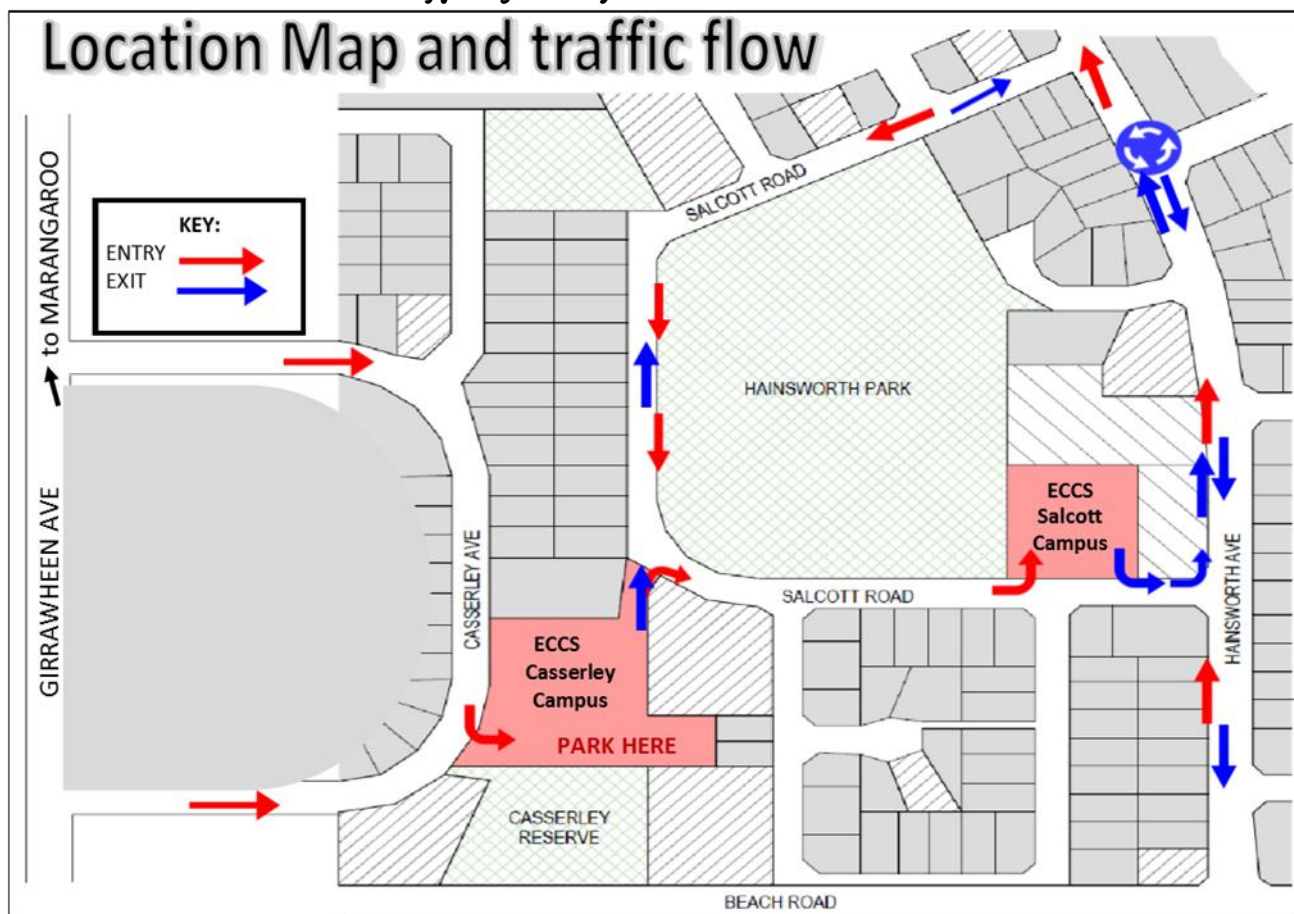 Location Map and traffic flow
to MARANGAROO
GIRRAWHEEN AVE
KEY:
ENTRY
EXIT
SALCOTT ROAD
HAINSWORTH PARK
CASSERLEY AVE
ECCS
Salcott
Campus
SALCOTT ROAD
HAINSWORTH AVE
ECCS
Casserley
Campus
PARK HERE
CASSERLEY
RESERVE
BEACH ROAD